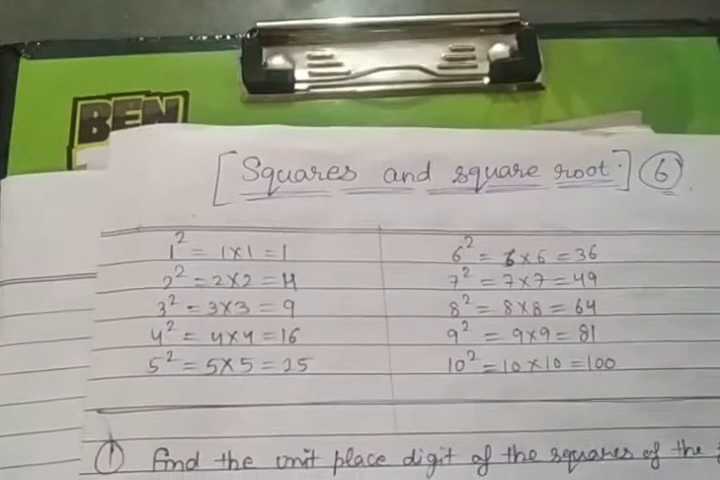 BEN
[Squares and square root.] ⑥
1² = 1×1 = 1
2² = 2×2 = 4
3² = 3×3 = 9
4² = 4×4 = 16
5² = 5×5 = 25
6² = 6×6 = 36
7² = 7×7 = 49
8² = 8×8 = 64
9² = 9×9 = 81
10² = 10×10 = 100
① Find the unit place digit of the squares of the